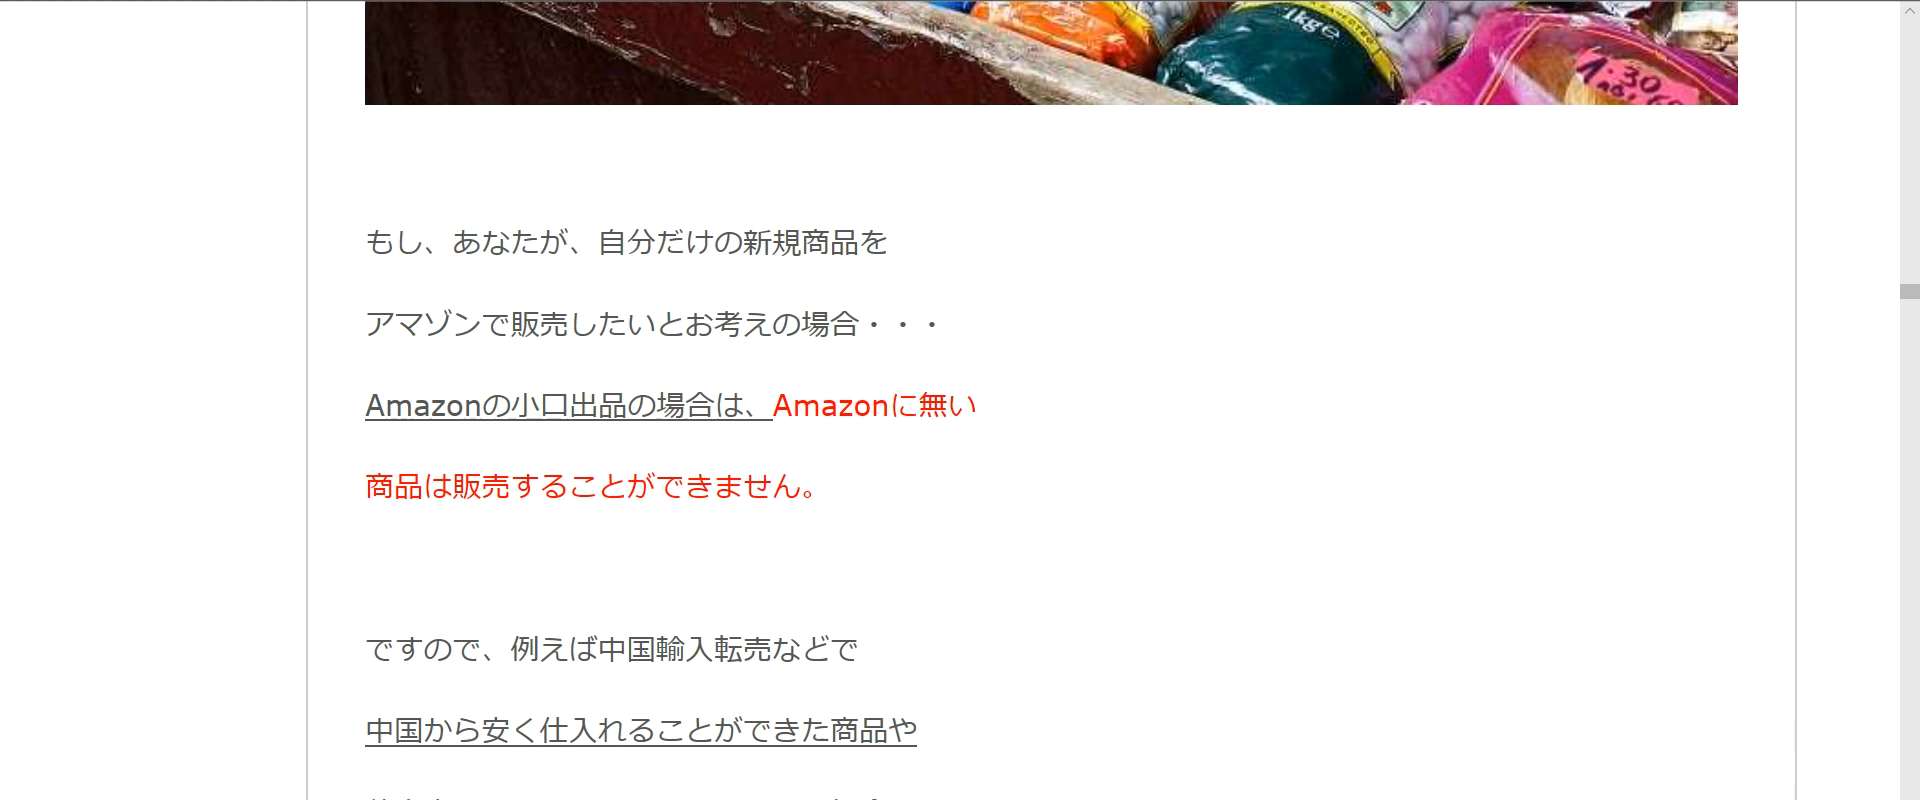 1kg e
1.30
もし、あなたが、自分だけの新規商品を
アマゾンで販売したいとお考えの場合・・・
Amazonの小口出品の場合は、Amazonに無い
商品は販売することができません。
ですので、例えば中国輸入転売などで
中国から安く仕入れることができた商品や